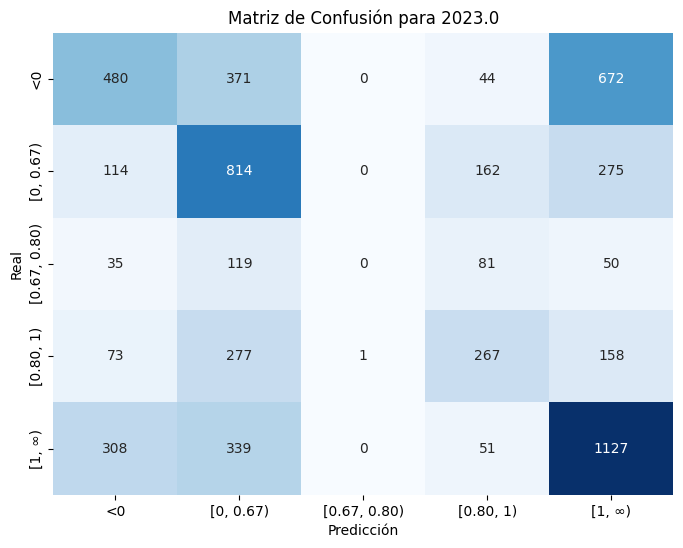 Matriz de Confusión para 2023.0
<0 480 371 0 44 672
[0, 0.67) 114 814 0 162 275
[0.67, 0.80) 35 119 0 81 50
[0.80, 1) 73 277 1 267 158
[1, ∞) 308 339 0 51 1127
Real
<0 [0, 0.67) [0.67, 0.80) [0.80, 1) [1, ∞)
Predicción